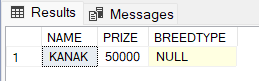 Results Messages
NAME PRIZE BREEDTYPE
1 KANAK 50000 NULL